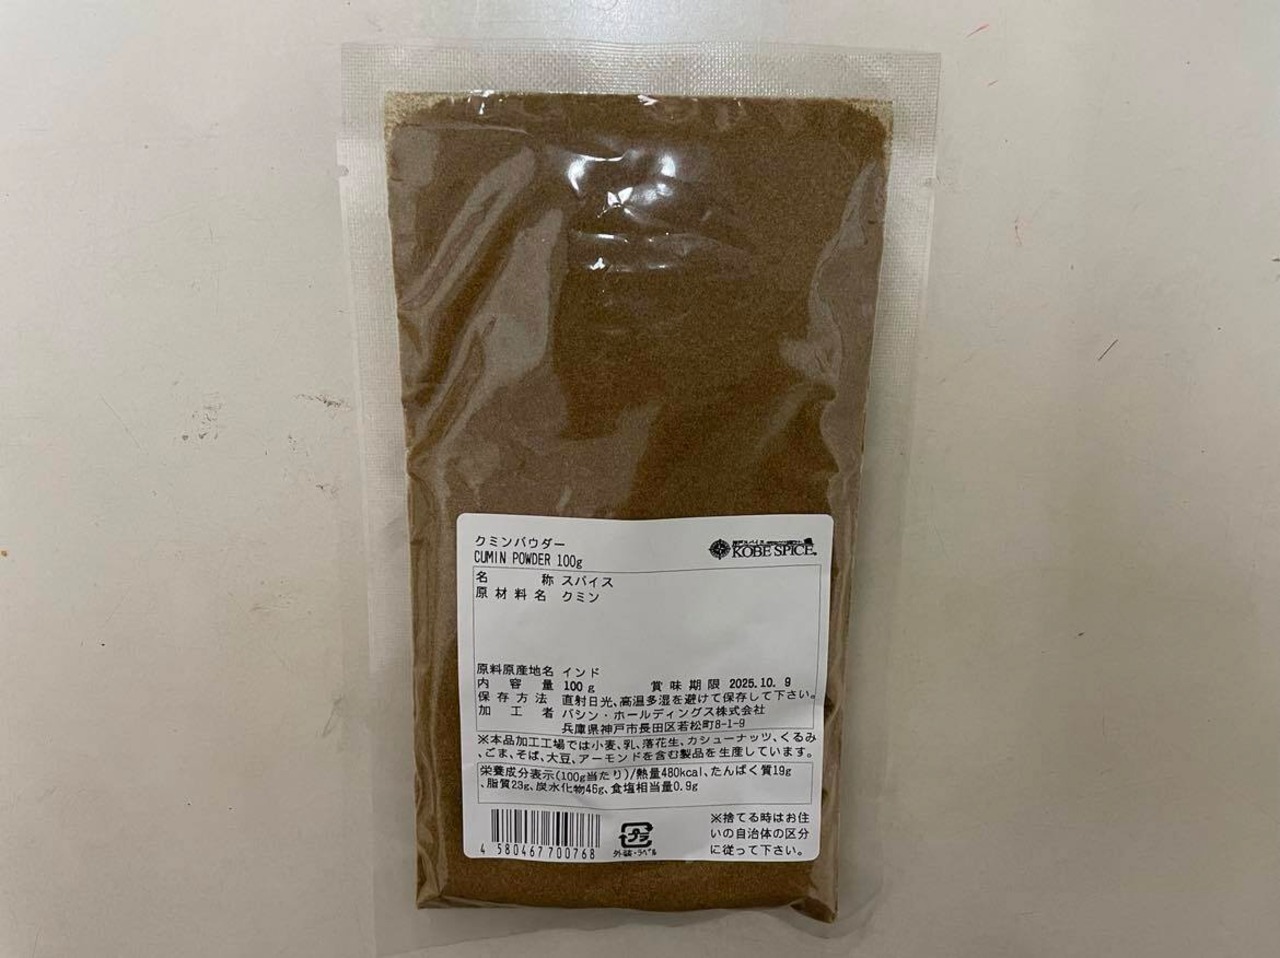 クミンパウダー
CUMIN POWDER 100g
KOBE SPICE
名 称 スパイス
原材料名 クミン
原料原産地名 インド
内容量 100g 賞味期限 2025.10.9
保存方法 直射日光、高温多湿を避けて保存して下さい。
加工者 バシン・ホールディングス株式会社
兵庫県神戸市長田区若松町8-1-9
※本品加工工場では小麦、乳、落花生、カシューナッツ、くるみ
、ごま、そば、大豆、アーモンドを含む製品を生産しています。
栄養成分表示(100g当たり)/熱量480kcal、たんぱく質19g
、脂質23g、炭水化物46g、食塩相当量0.9g
4 580467 700768
プラ
外装・ラベル
※捨てる時はお住
いの自治体の区分
に従って下さい。